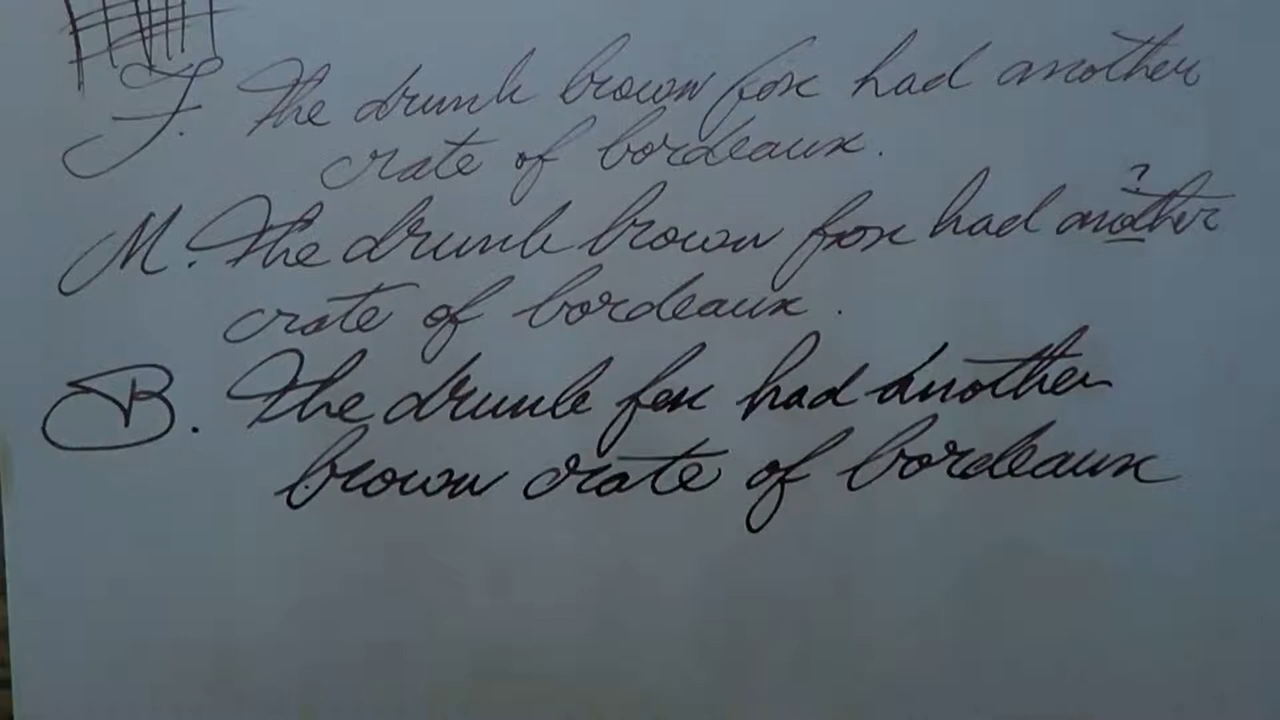 F. The drunk brown fox had another
crate of bordeaux.
?
M. The drunk brown fox had another
crate of bordeaux.
B. The drunk fox had another
brown crate of bordeaux